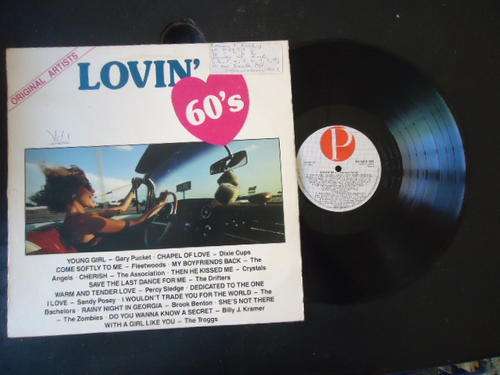 ORIGINAL ARTISTS
LOVIN'
60's
YOUNG GIRL – Gary Pucket · CHAPEL OF LOVE – Dixie Cups
COME SOFTLY TO ME – Fleetwoods · MY BOYFRIENDS BACK – The
Angels · CHERISH – The Association · THEN HE KISSED ME – Crystals
SAVE THE LAST DANCE FOR ME – The Drifters
WARM AND TENDER LOVE – Percy Sledge · DEDICATED TO THE ONE
I LOVE – Sandy Posey · I WOULDN'T TRADE YOU FOR THE WORLD – The
Bachelors · RAINY NIGHT IN GEORGIA – Brook Benton · SHE'S NOT THERE
– The Zombies · DO YOU WANNA KNOW A SECRET – Billy J. Kramer
WITH A GIRL LIKE YOU – The Troggs
P